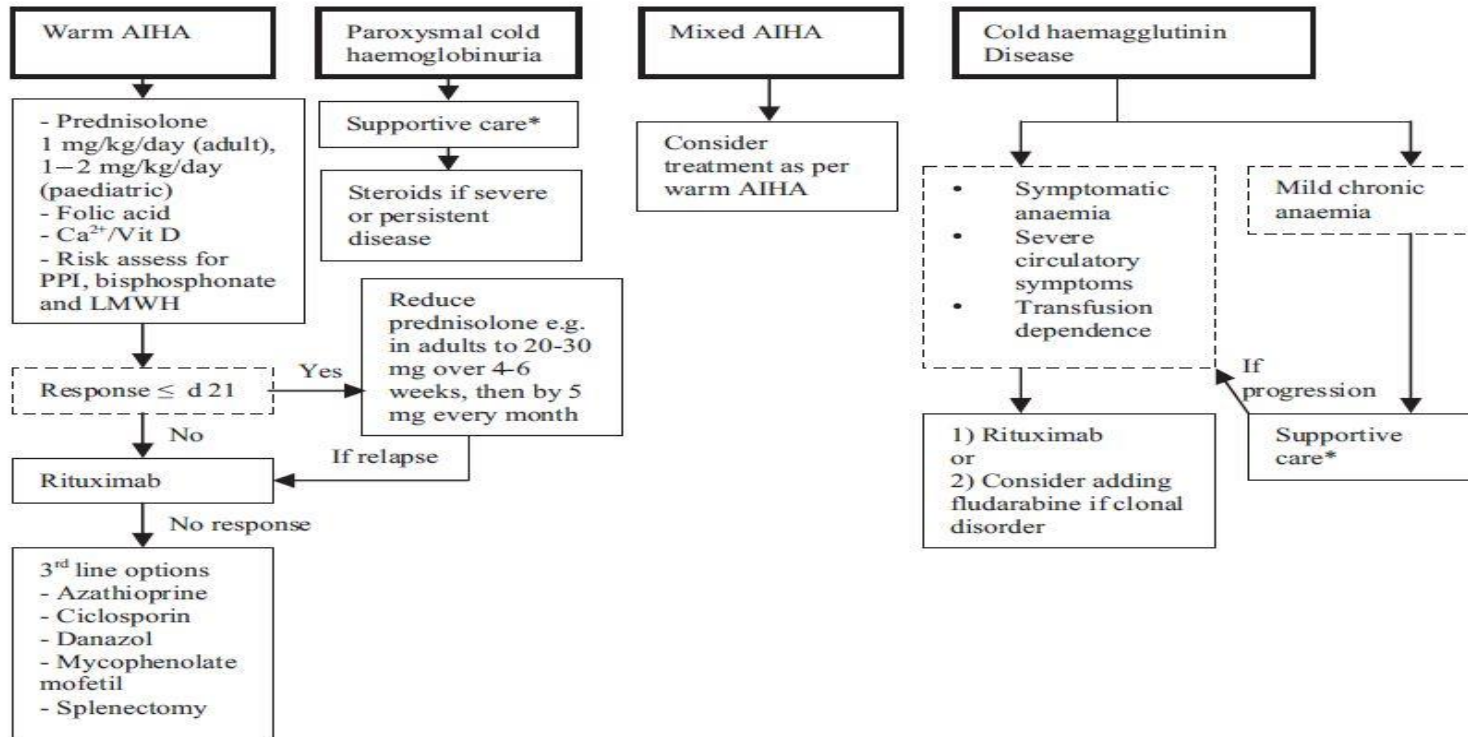 Warm AIHA
- Prednisolone
1 mg/kg/day (adult),
1–2 mg/kg/day
(paediatric)
- Folic acid
- Ca²⁺/Vit D
- Risk assess for
PPI, bisphosphonate
and LMWH
Response ≤ d 21
Yes
No
Reduce
prednisolone e.g.
in adults to 20-30
mg over 4-6
weeks, then by 5
mg every month
If relapse
Rituximab
No response
3rd line options
- Azathioprine
- Ciclosporin
- Danazol
- Mycophenolate
mofetil
- Splenectomy
Paroxysmal cold
haemoglobinuria
Supportive care*
Steroids if severe
or persistent
disease
Mixed AIHA
Consider
treatment as per
warm AIHA
Cold haemagglutinin
Disease
• Symptomatic
anaemia
• Severe
circulatory
symptoms
• Transfusion
dependence
1) Rituximab
or
2) Consider adding
fludarabine if clonal
disorder
Mild chronic
anaemia
If
progression
Supportive
care*